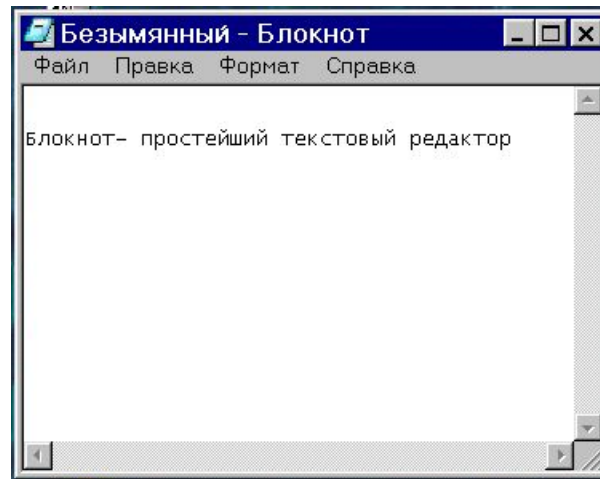 Безымянный - Блокнот
Файл Правка Формат Справка
Блокнот- простейший текстовый редактор